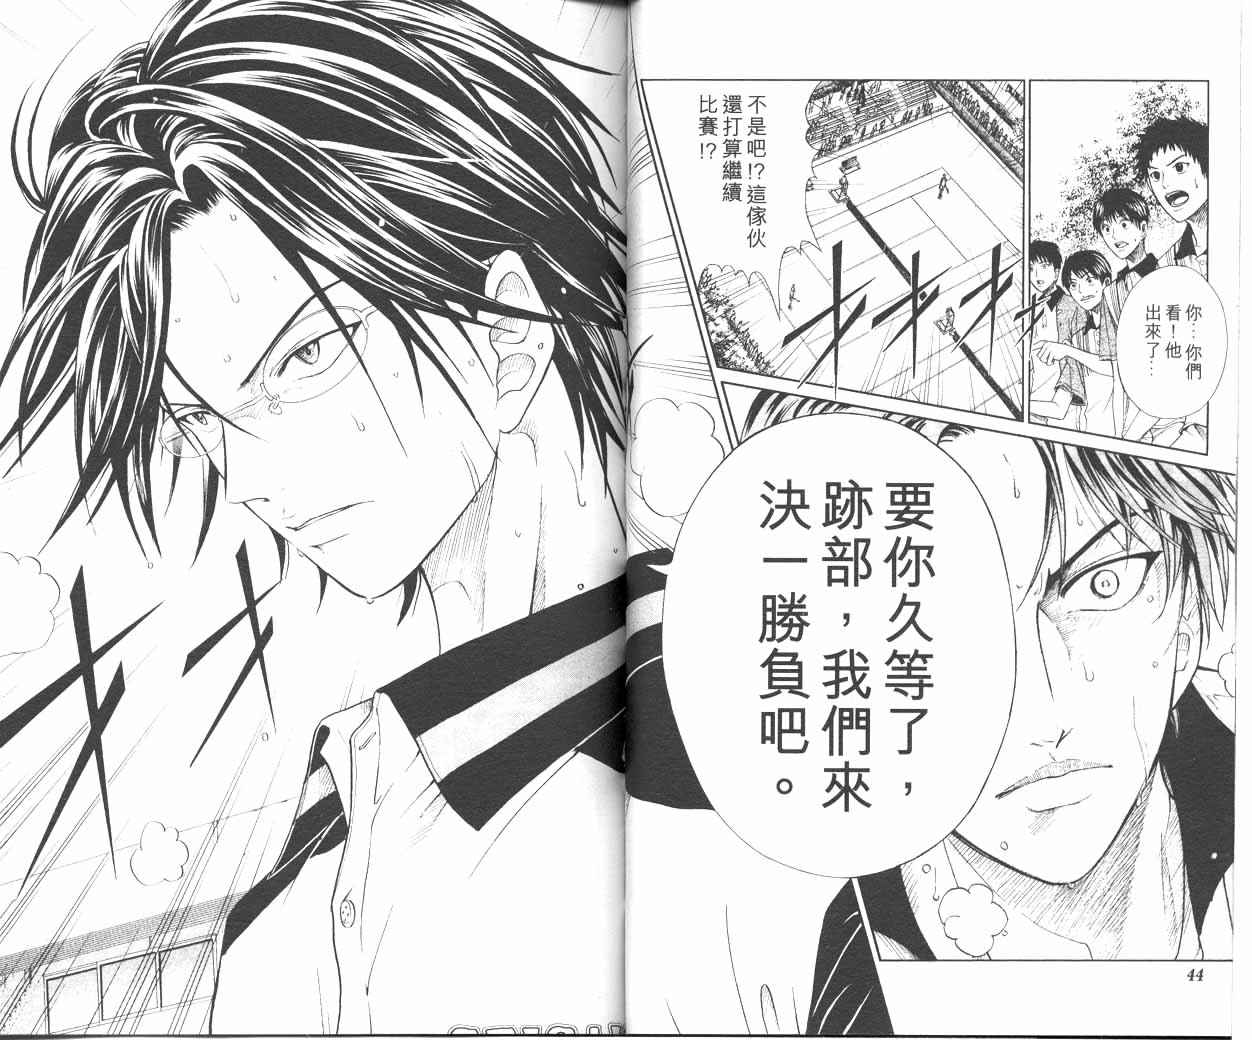 你…你們
看！他
出來了…
不是吧!?這傢伙
還打算繼續
比賽!?
要你久等了，
跡部，我們來
決一勝負吧。
44